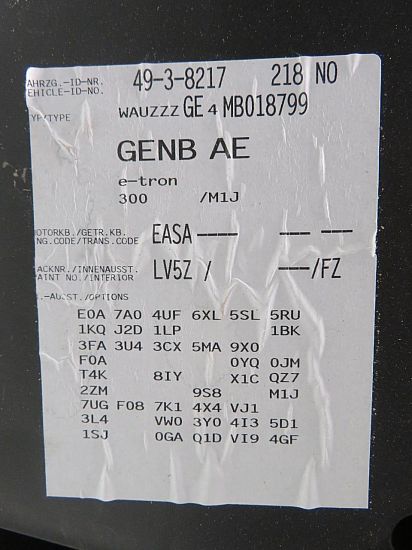 AHRZG.-ID-NR. 49-3-8217 218 NO
EHICLE-ID-NO. WAUZZZ GE4 MB018799
TYP/TYPE
GENB AE
e-tron
300 /M1J
OTORKB./GETR.KB. EASA---- --- ---
NG.CODE/TRANS.CODE
ACKNR./INNENAUSST. LV5Z / ---/FZ
AINT NO./INTERIOR
.-AUSST./OPTIONS
E0A 7A0 4UF 6XL 5SL 5RU
1KQ J2D 1LP 1BK
3FA 3U4 3CX 5MA 9X0
F0A 0YQ 0JM
T4K 8IY X1C QZ7
2ZM 9S8 M1J
7UG F08 7K1 4X4 VJ1
3L4 VW0 3Y0 4I3 5D1
1SJ 0GA Q1D VI9 4GF